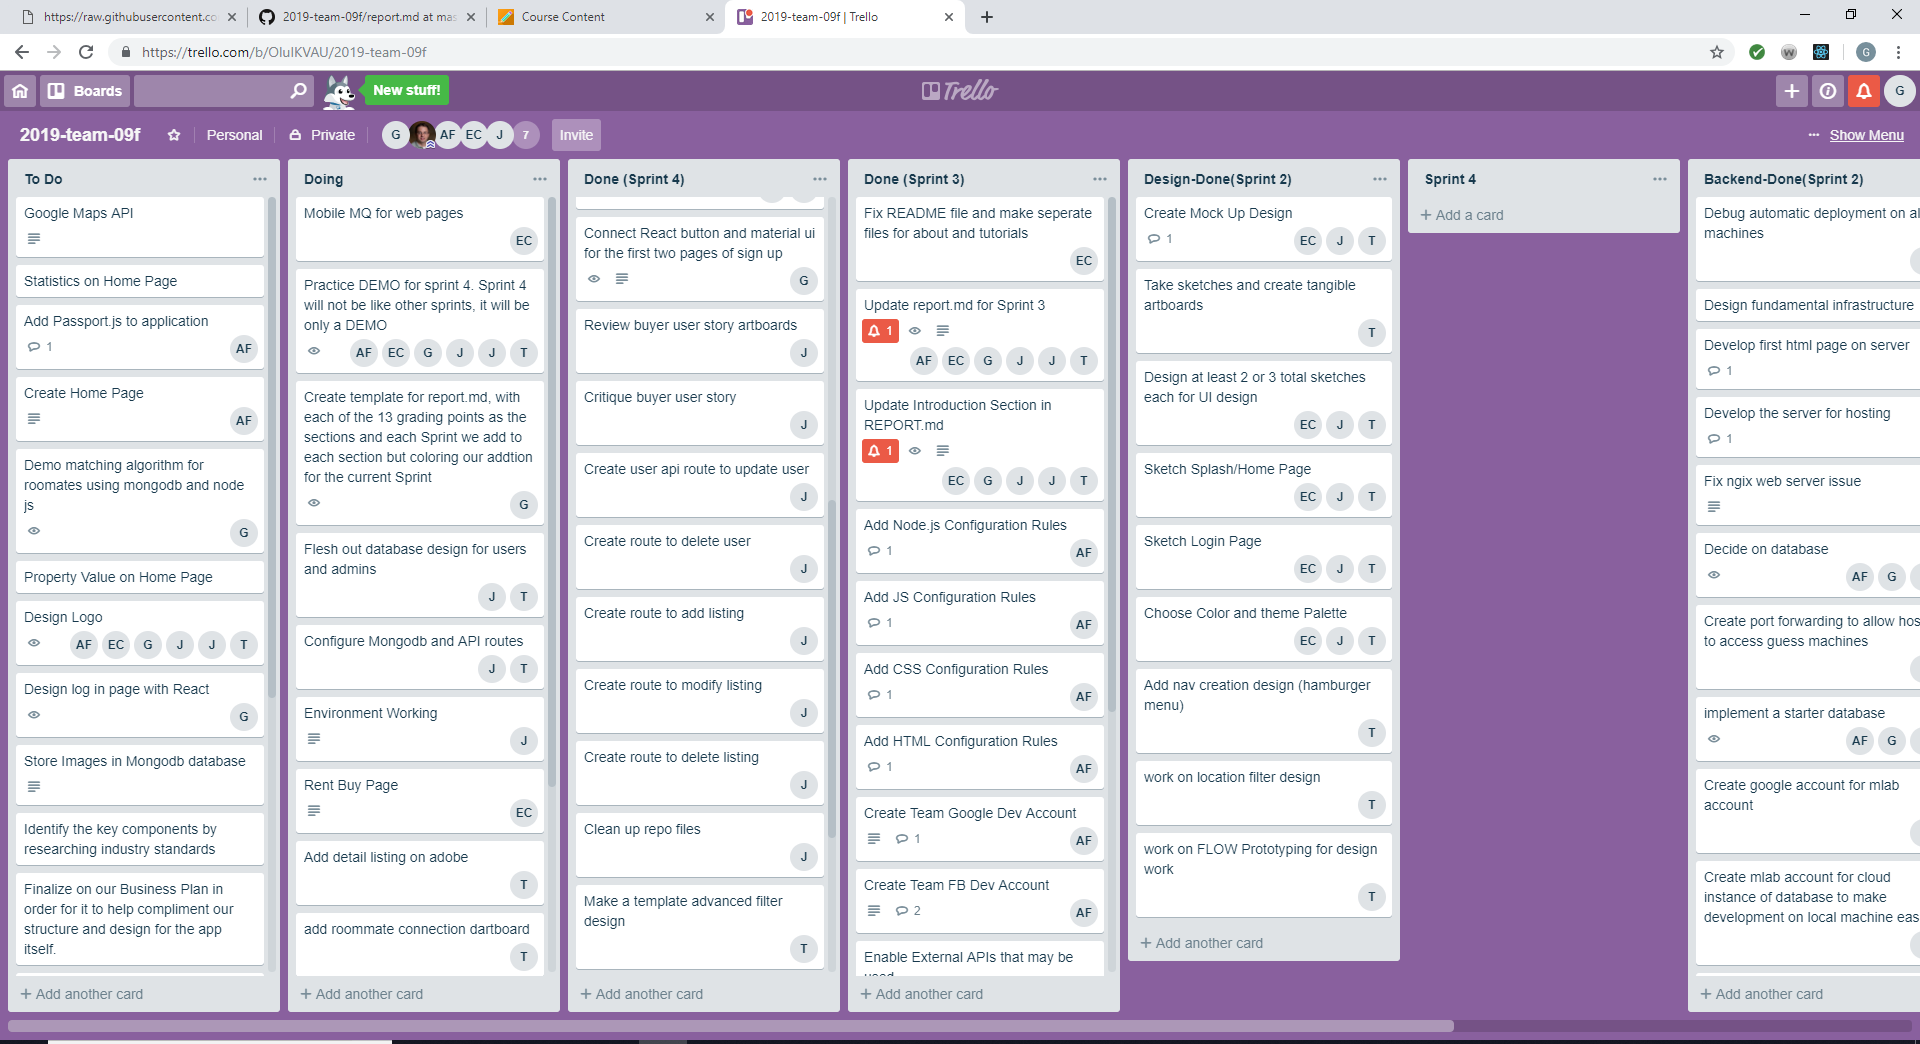 https://raw.githubusercontent.co
2019-team-09f/report.md at mas
Course Content
2019-team-09f | Trello
https://trello.com/b/OluIKVAU/2019-team-09f
W
G
Boards
New stuff!
Trello
G
2019-team-09f
Personal
Private
G
AF
EC
J
7
Invite
... Show Menu
To Do
Google Maps API
Statistics on Home Page
Add Passport.js to application
1
AF
Create Home Page
AF
Demo matching algorithm for
roomates using mongodb and node
js
G
Property Value on Home Page
Design Logo
AF EC G J J T
Design log in page with React
G
Store Images in Mongodb database
Identify the key components by
researching industry standards
Finalize on our Business Plan in
order for it to help compliment our
structure and design for the app
itself.
+ Add another card
Doing
Mobile MQ for web pages
EC
Practice DEMO for sprint 4. Sprint 4
will not be like other sprints, it will be
only a DEMO
AF EC G J J T
Create template for report.md, with
each of the 13 grading points as the
sections and each Sprint we add to
each section but coloring our addtion
for the current Sprint
G
Flesh out database design for users
and admins
J T
Configure Mongodb and API routes
J T
Environment Working
J
Rent Buy Page
EC
Add detail listing on adobe
T
add roommate connection dartboard
T
+ Add another card
Done (Sprint 4)
Connect React button and material ui
for the first two pages of sign up
G
Review buyer user story artboards
J
Critique buyer user story
J
Create user api route to update user
J
Create route to delete user
J
Create route to add listing
J
Create route to modify listing
J
Create route to delete listing
J
Clean up repo files
J
Make a template advanced filter
design
T
+ Add another card
Done (Sprint 3)
Fix README file and make seperate
files for about and tutorials
EC
Update report.md for Sprint 3
1
AF EC G J J T
Update Introduction Section in
REPORT.md
1
EC G J J T
Add Node.js Configuration Rules
1
AF
Add JS Configuration Rules
1
AF
Add CSS Configuration Rules
1
AF
Add HTML Configuration Rules
1
AF
Create Team Google Dev Account
1
AF
Create Team FB Dev Account
2
AF
Enable External APIs that may be
used
+ Add another card
Design-Done(Sprint 2)
Create Mock Up Design
1
EC J T
Take sketches and create tangible
artboards
T
Design at least 2 or 3 total sketches
each for UI design
EC J T
Sketch Splash/Home Page
EC J T
Sketch Login Page
EC J T
Choose Color and theme Palette
EC J T
Add nav creation design (hamburger
menu)
T
work on location filter design
T
work on FLOW Prototyping for design
work
T
+ Add another card
Sprint 4
+ Add a card
Backend-Done(Sprint 2)
Debug automatic deployment on al
machines
Design fundamental infrastructure
Develop first html page on server
1
Develop the server for hosting
1
Fix ngix web server issue
Decide on database
AF G
Create port forwarding to allow hos
to access guess machines
implement a starter database
AF G
Create google account for mlab
account
Create mlab account for cloud
instance of database to make
development on local machine eas
+ Add another card